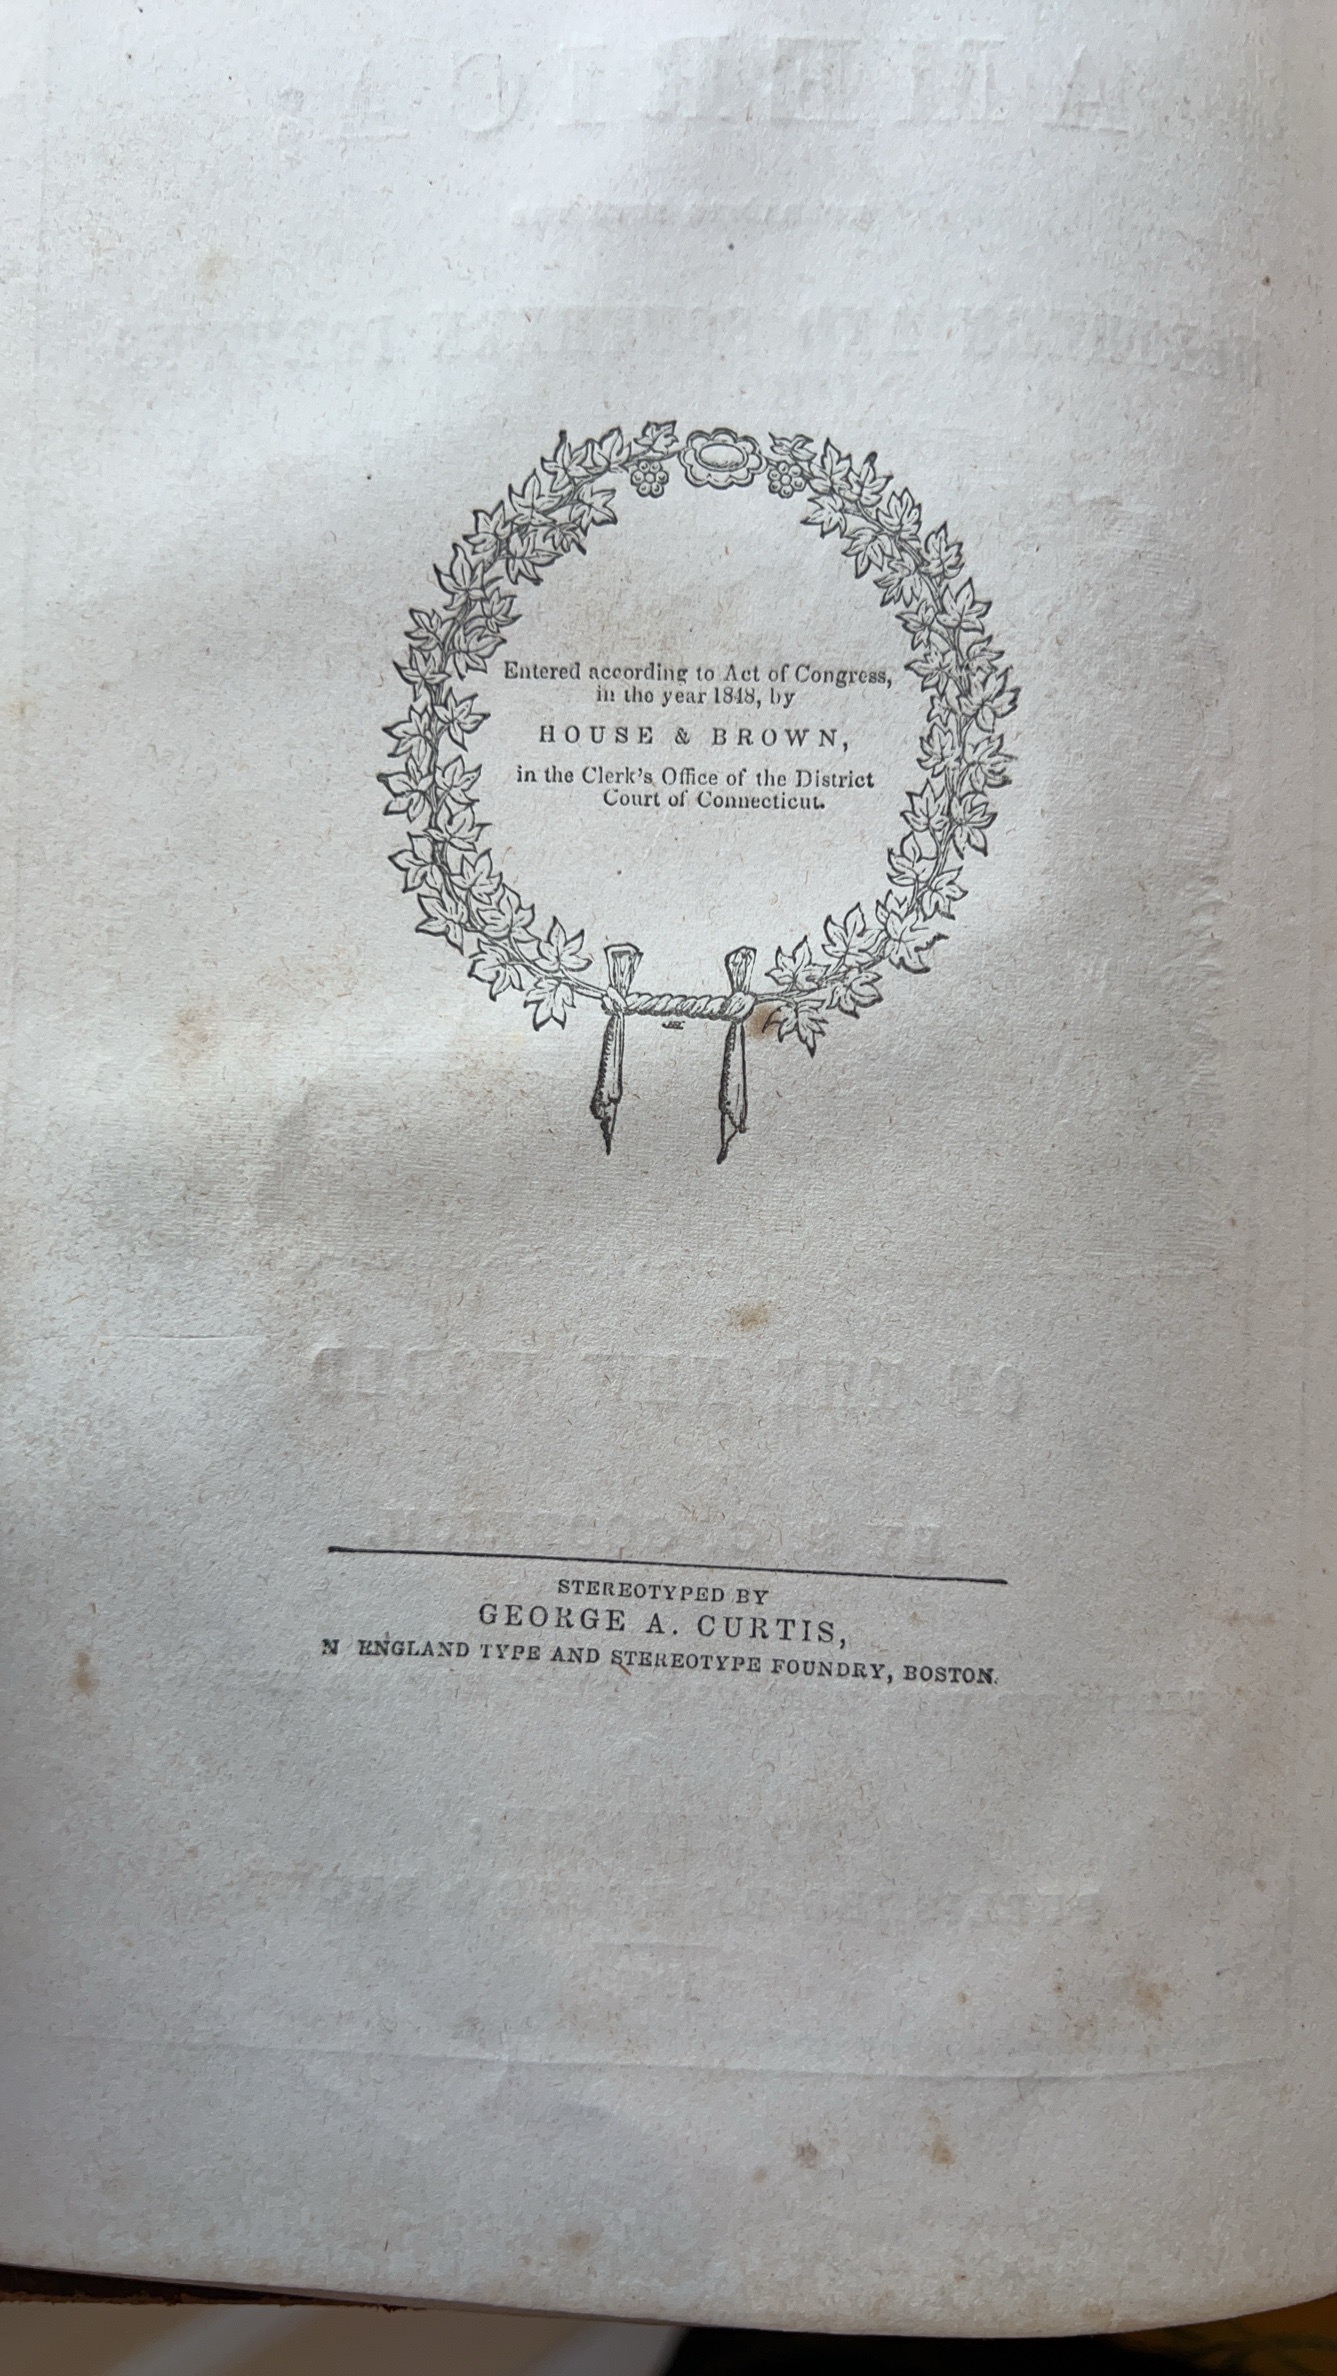 Entered according to Act of Congress,
in the year 1848, by
HOUSE & BROWN,
in the Clerk's Office of the District
Court of Connecticut.
STEREOTYPED BY
GEORGE A. CURTIS,
N ENGLAND TYPE AND STEREOTYPE FOUNDRY, BOSTON.